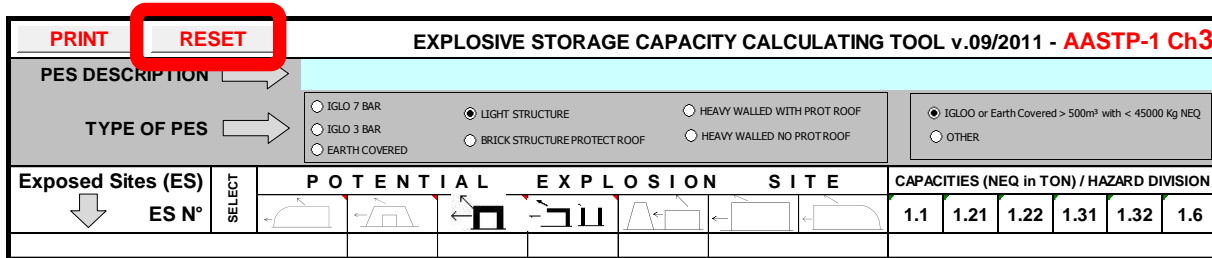 PRINT RESET EXPLOSIVE STORAGE CAPACITY CALCULATING TOOL v.09/2011 - AASTP-1 Ch3
PES DESCRIPTION
TYPE OF PES
IGLO 7 BAR
IGLO 3 BAR
EARTH COVERED
LIGHT STRUCTURE
BRICK STRUCTURE PROTECT ROOF
HEAVY WALLED WITH PROT ROOF
HEAVY WALLED NO PROT ROOF
IGLOO or Earth Covered > 500m³ with < 45000 Kg NEQ
OTHER
Exposed Sites (ES)
ES N°
SELECT
POTENTIAL EXPLOSION SITE
CAPACITIES (NEQ in TON) / HAZARD DIVISION
1.1 1.21 1.22 1.31 1.32 1.6